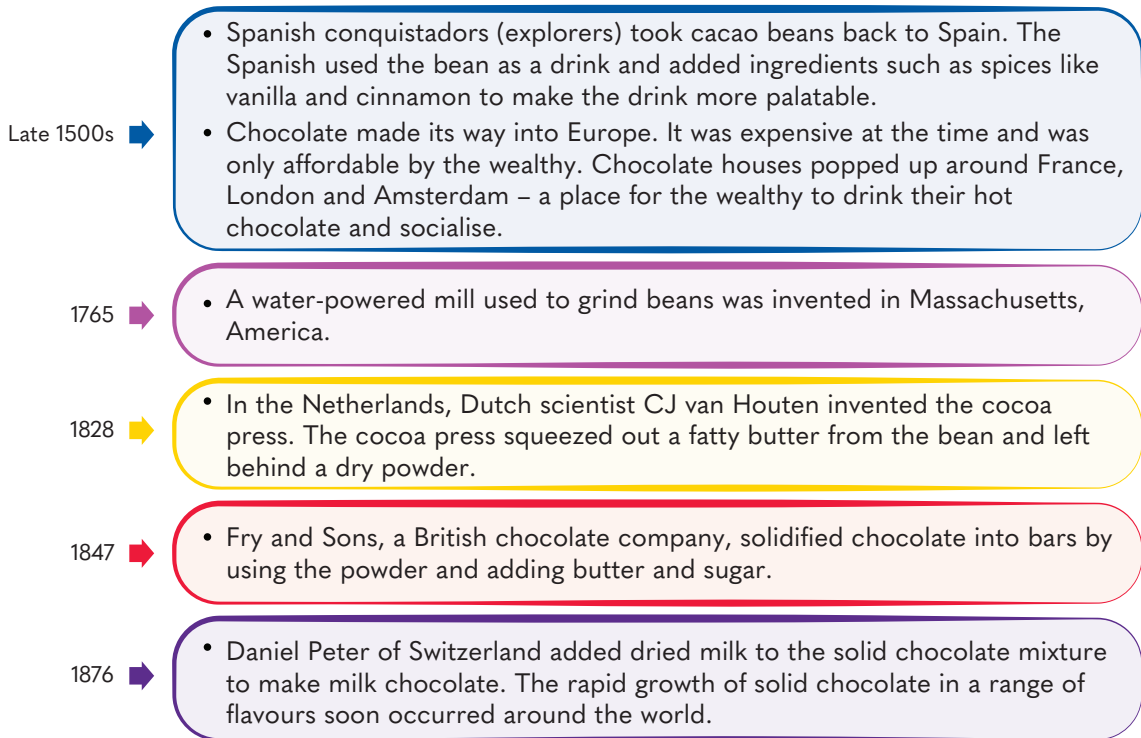 • Spanish conquistadors (explorers) took cacao beans back to Spain. The
Spanish used the bean as a drink and added ingredients such as spices like
vanilla and cinnamon to make the drink more palatable.
Late 1500s
• Chocolate made its way into Europe. It was expensive at the time and was
only affordable by the wealthy. Chocolate houses popped up around France,
London and Amsterdam – a place for the wealthy to drink their hot
chocolate and socialise.
1765
• A water-powered mill used to grind beans was invented in Massachusetts,
America.
1828
• In the Netherlands, Dutch scientist CJ van Houten invented the cocoa
press. The cocoa press squeezed out a fatty butter from the bean and left
behind a dry powder.
1847
• Fry and Sons, a British chocolate company, solidified chocolate into bars by
using the powder and adding butter and sugar.
1876
• Daniel Peter of Switzerland added dried milk to the solid chocolate mixture
to make milk chocolate. The rapid growth of solid chocolate in a range of
flavours soon occurred around the world.